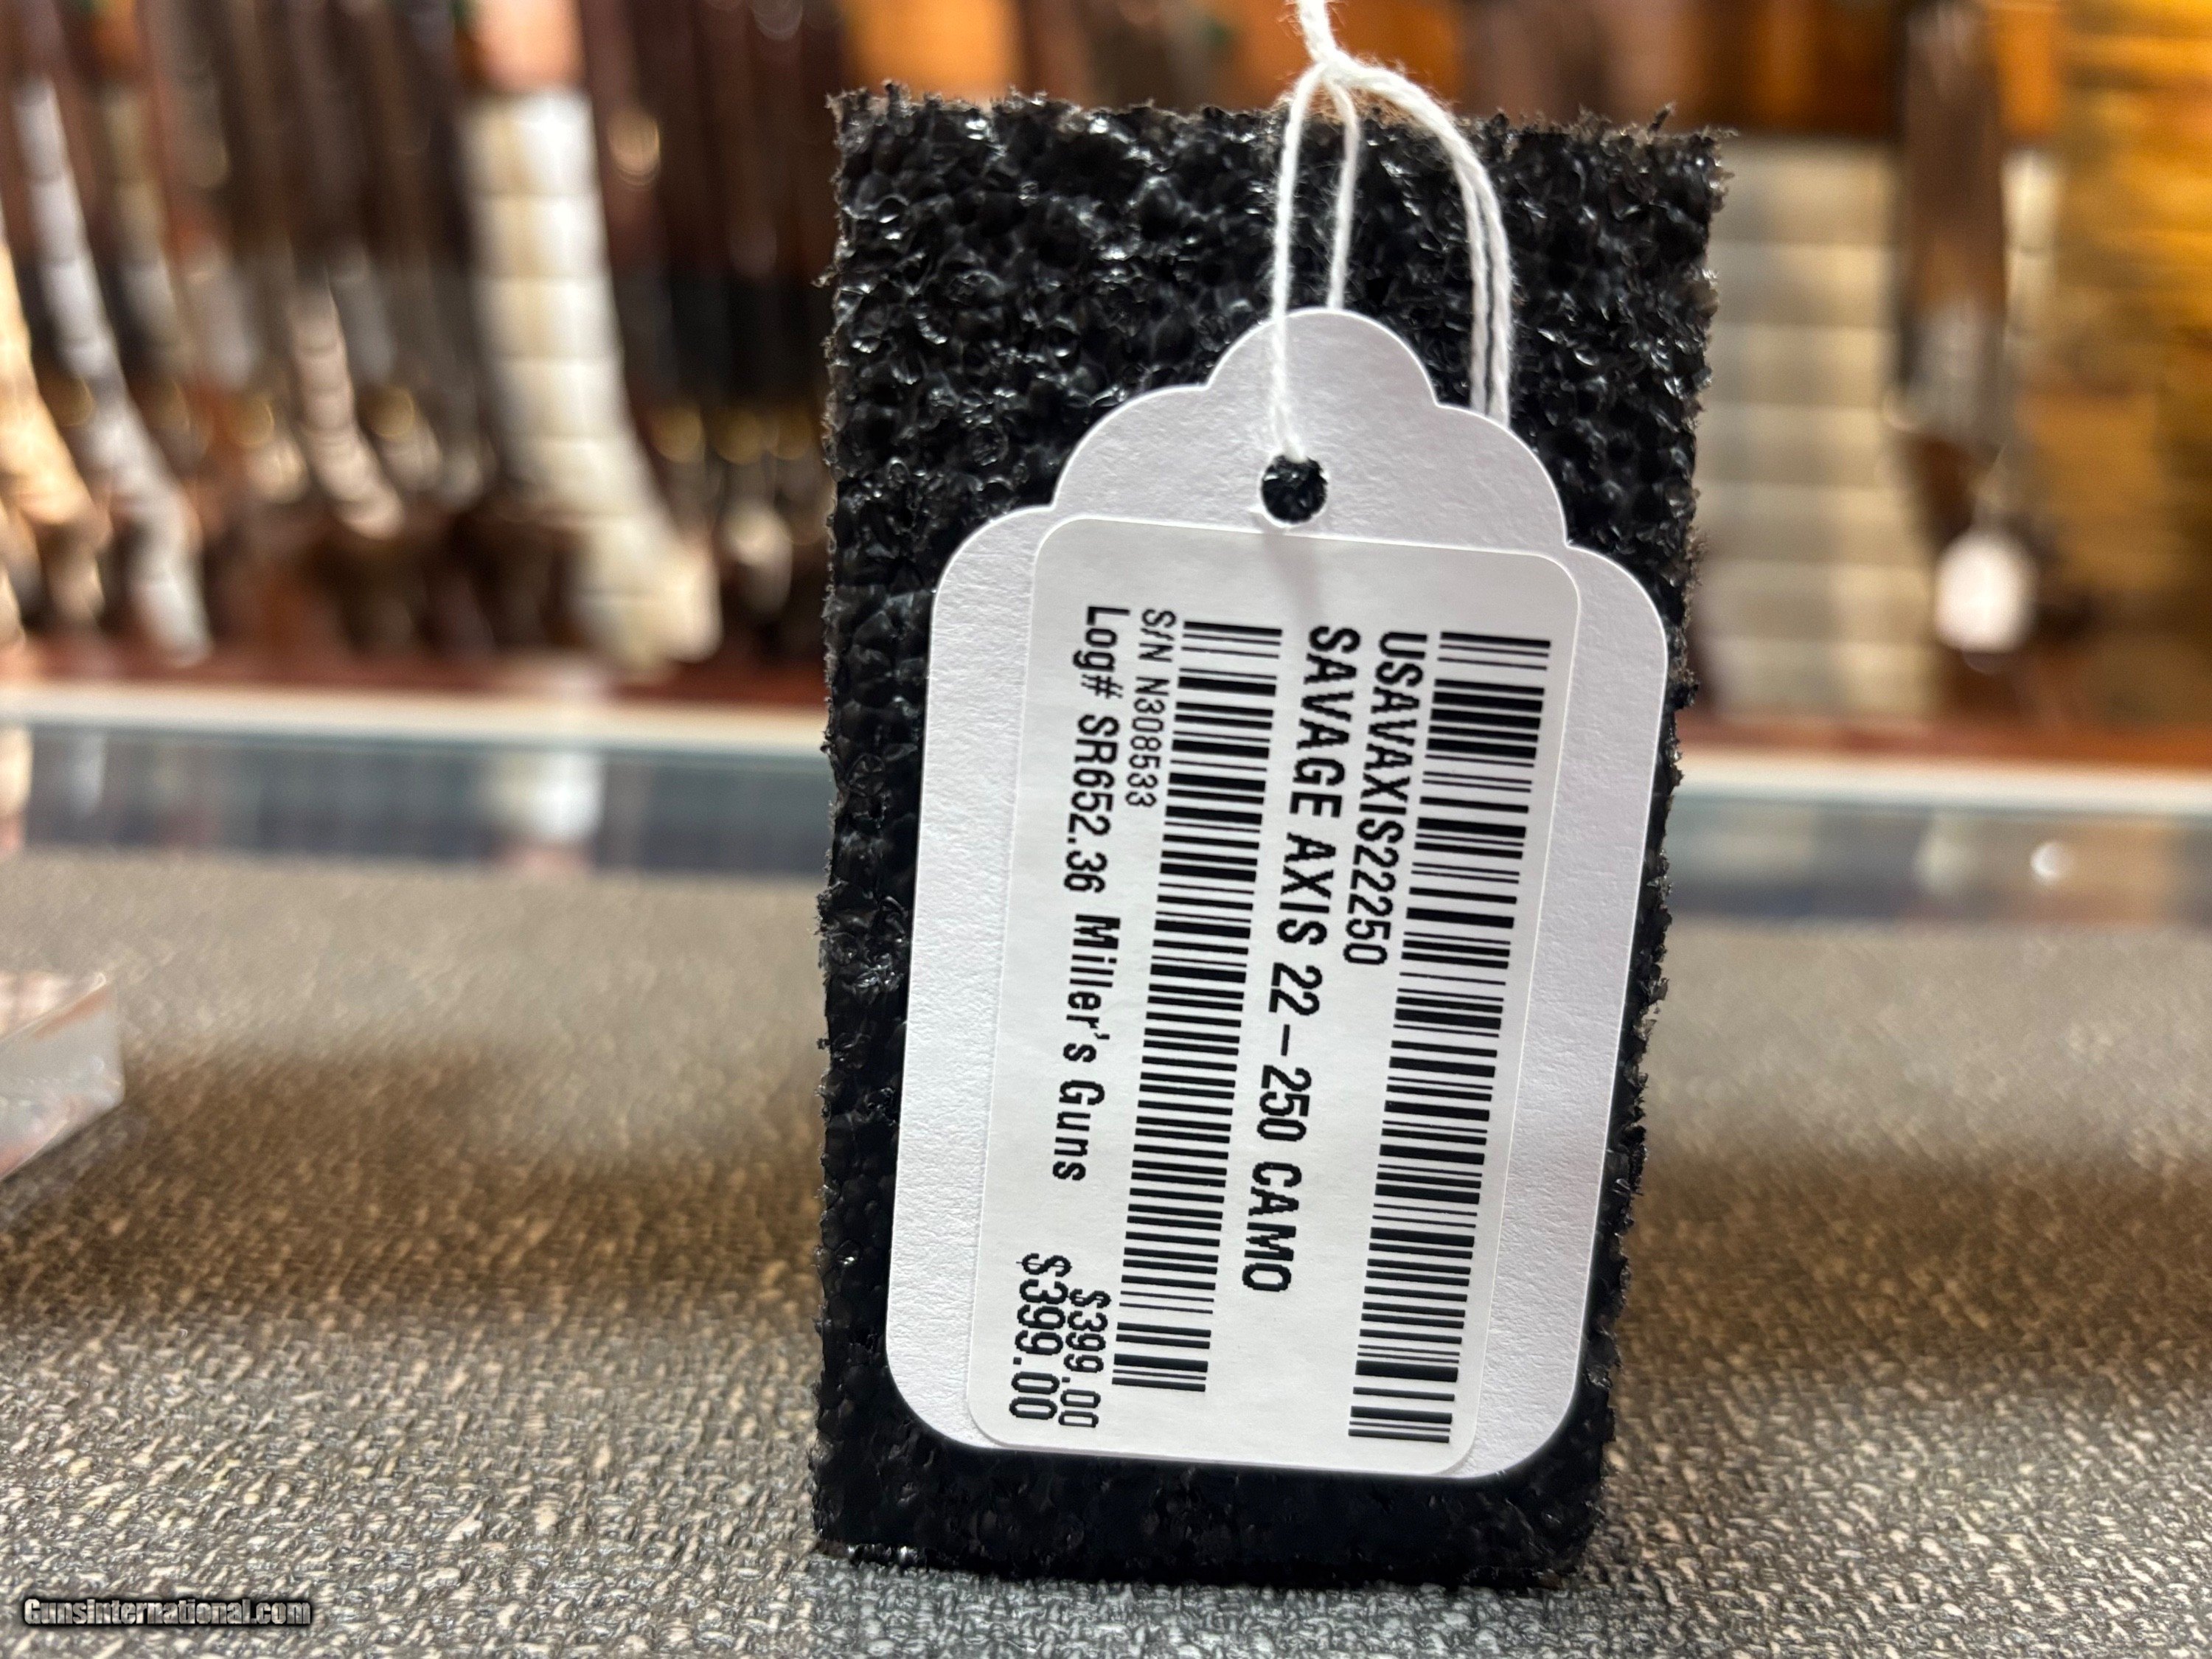 USAVAXIS22250
SAVAGE AXIS 22-250 CAMO
S/N N308533
$399.00
Log# SR652.36 Miller's Guns
$399.00
GunsInternational.com